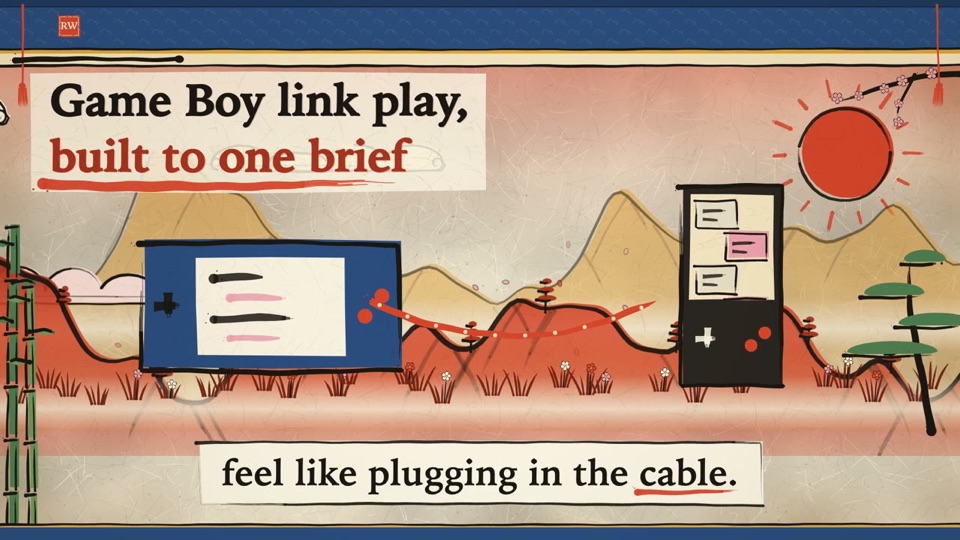 RW
Game Boy link play,
built to one brief
feel like plugging in the cable.